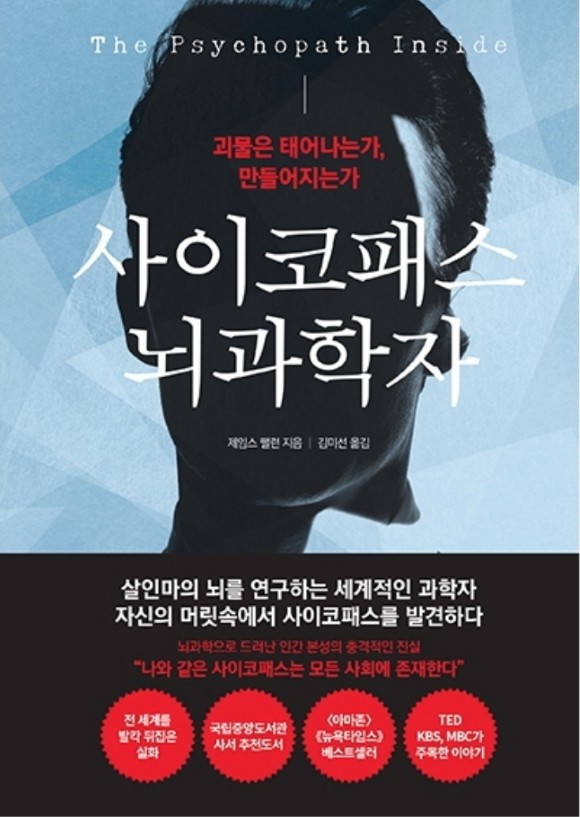 The Psychopath Inside
괴물은 태어나는가,
만들어지는가
사이코패스
뇌과학자
제임스 팰런 지음 | 김미선 옮김
살인마의 뇌를 연구하는 세계적인 과학자
자신의 머릿속에서 사이코패스를 발견하다
뇌과학으로 드러난 인간 본성의 충격적인 진실
“나와 같은 사이코패스는 모든 사회에 존재한다”
전 세계를
발칵 뒤집은
실화
국립중앙도서관
사서 추천도서
〈아마존〉
《뉴욕타임스》
베스트셀러
TED
KBS, MBC가
주목한 이야기